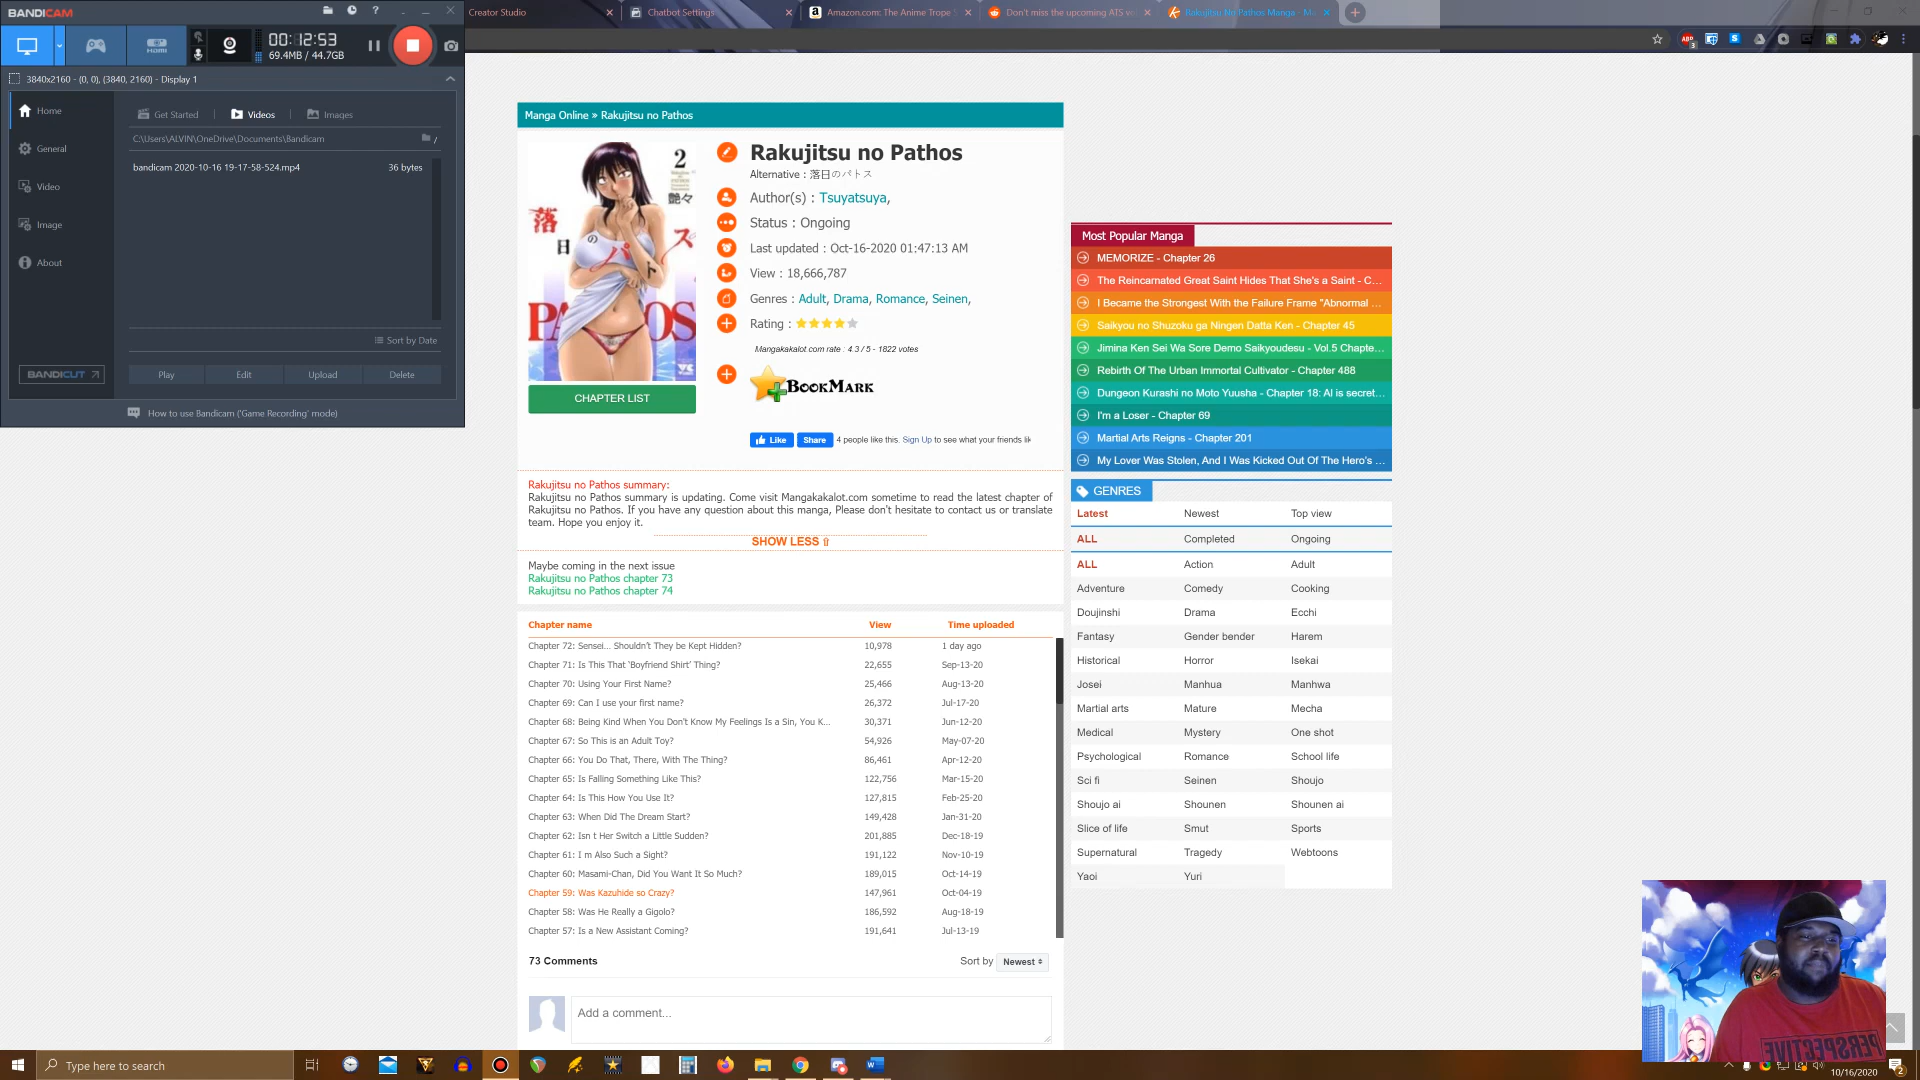 BANDICAM
00:12:53
69.4MB / 44.7GB
HDMI
3840x2160 - (0, 0), (3840, 2160) - Display 1
Home
General
Video
Image
About
BANDICUT
Get Started
Videos
Images
C:\Users\ALVIN\OneDrive\Documents\Bandicam
bandicam 2020-10-16 19-17-58-524.mp4
36 bytes
Sort by Date
Play
Edit
Upload
Delete
How to use Bandicam ('Game Recording' mode)
Creator Studio
Chatbot Settings
Amazon.com: The Anime Trope
Don't miss the upcoming ATS
Rakujitsu No Pathos Manga
Manga Online » Rakujitsu no Pathos
2
艶々
落日のパトス
PATHOS
CHAPTER LIST
Rakujitsu no Pathos
Alternative : 落日のパトス
Author(s) : Tsuyatsuya,
Status : Ongoing
Last updated : Oct-16-2020 01:47:13 AM
View : 18,666,787
Genres : Adult, Drama, Romance, Seinen,
Rating :
Mangakakalot.com rate : 4.3 / 5 - 1822 votes
BOOKMARK
Like
Share
4 people like this. Sign Up to see what your friends lik
Rakujitsu no Pathos summary:
Rakujitsu no Pathos summary is updating. Come visit Mangakakalot.com sometime to read the latest chapter of
Rakujitsu no Pathos. If you have any question about this manga, Please don't hesitate to contact us or translate
team. Hope you enjoy it.
SHOW LESS ⇧
Maybe coming in the next issue
Rakujitsu no Pathos chapter 73
Rakujitsu no Pathos chapter 74
Chapter name View Time uploaded
Chapter 72: Sensei... Shouldn't They be Kept Hidden? 10,978 1 day ago
Chapter 71: Is This That 'Boyfriend Shirt' Thing? 22,655 Sep-13-20
Chapter 70: Using Your First Name? 25,466 Aug-13-20
Chapter 69: Can I use your first name? 26,372 Jul-17-20
Chapter 68: Being Kind When You Don't Know My Feelings Is a Sin, You K... 30,371 Jun-12-20
Chapter 67: So This is an Adult Toy? 54,926 May-07-20
Chapter 66: You Do That, There, With The Thing? 86,461 Apr-12-20
Chapter 65: Is Falling Something Like This? 122,756 Mar-15-20
Chapter 64: Is This How You Use It? 127,815 Feb-25-20
Chapter 63: When Did The Dream Start? 149,428 Jan-31-20
Chapter 62: Isn t Her Switch a Little Sudden? 201,885 Dec-18-19
Chapter 61: I m Also Such a Sight? 191,122 Nov-10-19
Chapter 60: Masami-Chan, Did You Want It So Much? 189,015 Oct-14-19
Chapter 59: Was Kazuhide so Crazy? 147,961 Oct-04-19
Chapter 58: Was He Really a Gigolo? 186,592 Aug-18-19
Chapter 57: Is a New Assistant Coming? 191,641 Jul-13-19
73 Comments
Sort by Newest
Add a comment...
Most Popular Manga
MEMORIZE - Chapter 26
The Reincarnated Great Saint Hides That She's a Saint - C...
I Became the Strongest With the Failure Frame "Abnormal ...
Saikyou no Shuzoku ga Ningen Datta Ken - Chapter 45
Jimina Ken Sei Wa Sore Demo Saikyoudesu - Vol.5 Chapte...
Rebirth Of The Urban Immortal Cultivator - Chapter 488
Dungeon Kurashi no Moto Yuusha - Chapter 18: Al is secret...
I'm a Loser - Chapter 69
Martial Arts Reigns - Chapter 201
My Lover Was Stolen, And I Was Kicked Out Of The Hero's ...
GENRES
Latest Newest Top view
ALL Completed Ongoing
ALL Action Adult
Adventure Comedy Cooking
Doujinshi Drama Ecchi
Fantasy Gender bender Harem
Historical Horror Isekai
Josei Manhua Manhwa
Martial arts Mature Mecha
Medical Mystery One shot
Psychological Romance School life
Sci fi Seinen Shoujo
Shoujo ai Shounen Shounen ai
Slice of life Smut Sports
Supernatural Tragedy Webtoons
Yaoi Yuri
PERSPECTIVE
Type here to search
10/16/2020
2